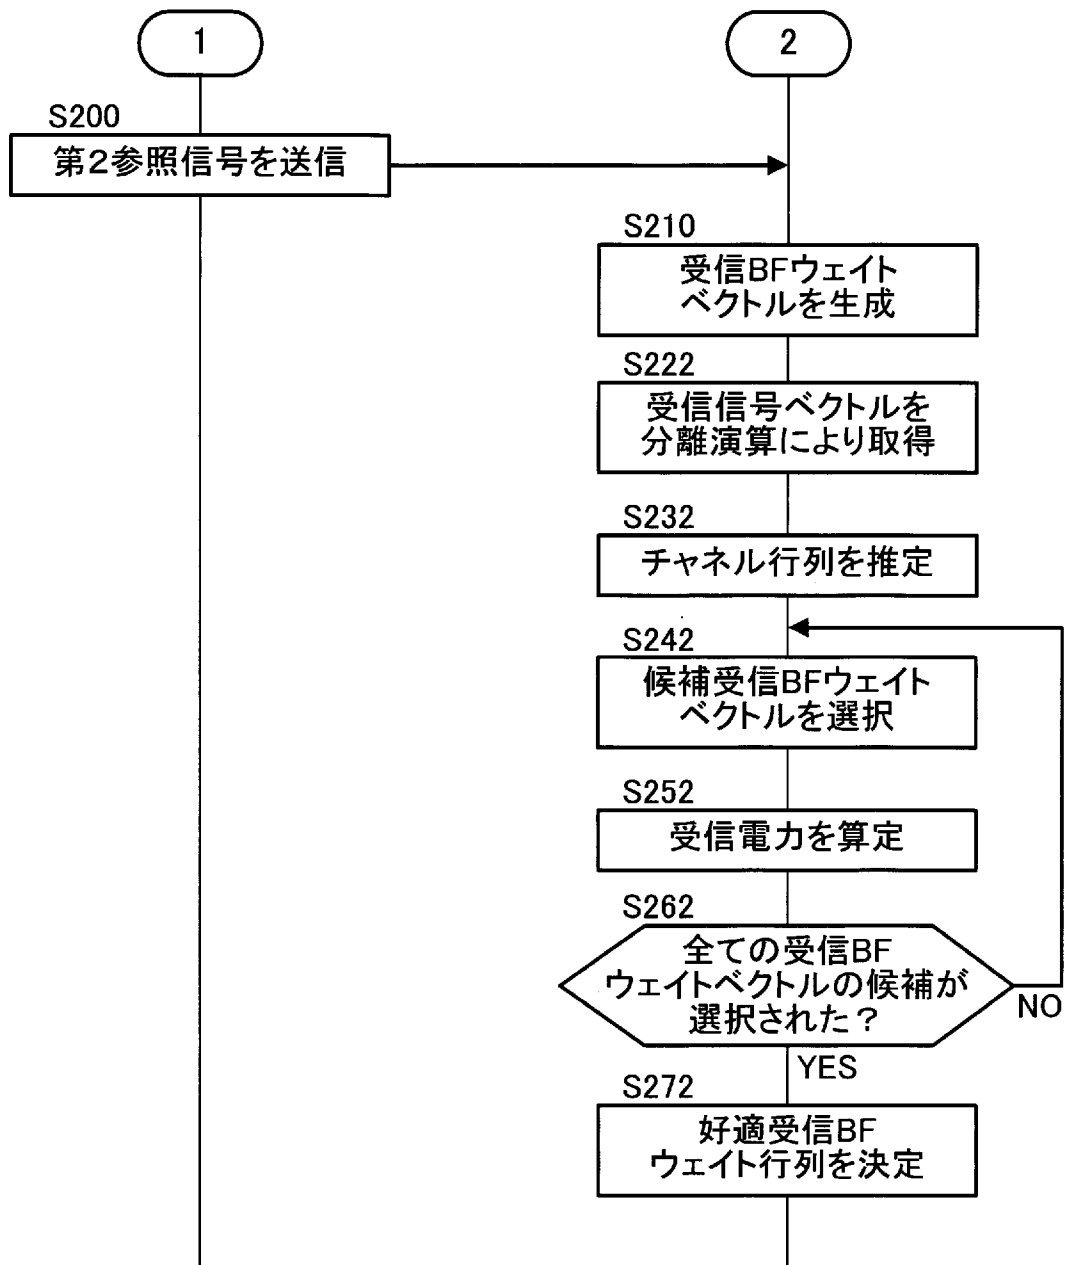 1
2
S200
第2参照信号を送信
S210
受信BFウェイト
ベクトルを生成
S222
受信信号ベクトルを
分離演算により取得
S232
チャネル行列を推定
S242
候補受信BFウェイト
ベクトルを選択
S252
受信電力を算定
S262
全ての受信BF
ウェイトベクトルの候補が
選択された?
NO
YES
S272
好適受信BF
ウェイト行列を決定